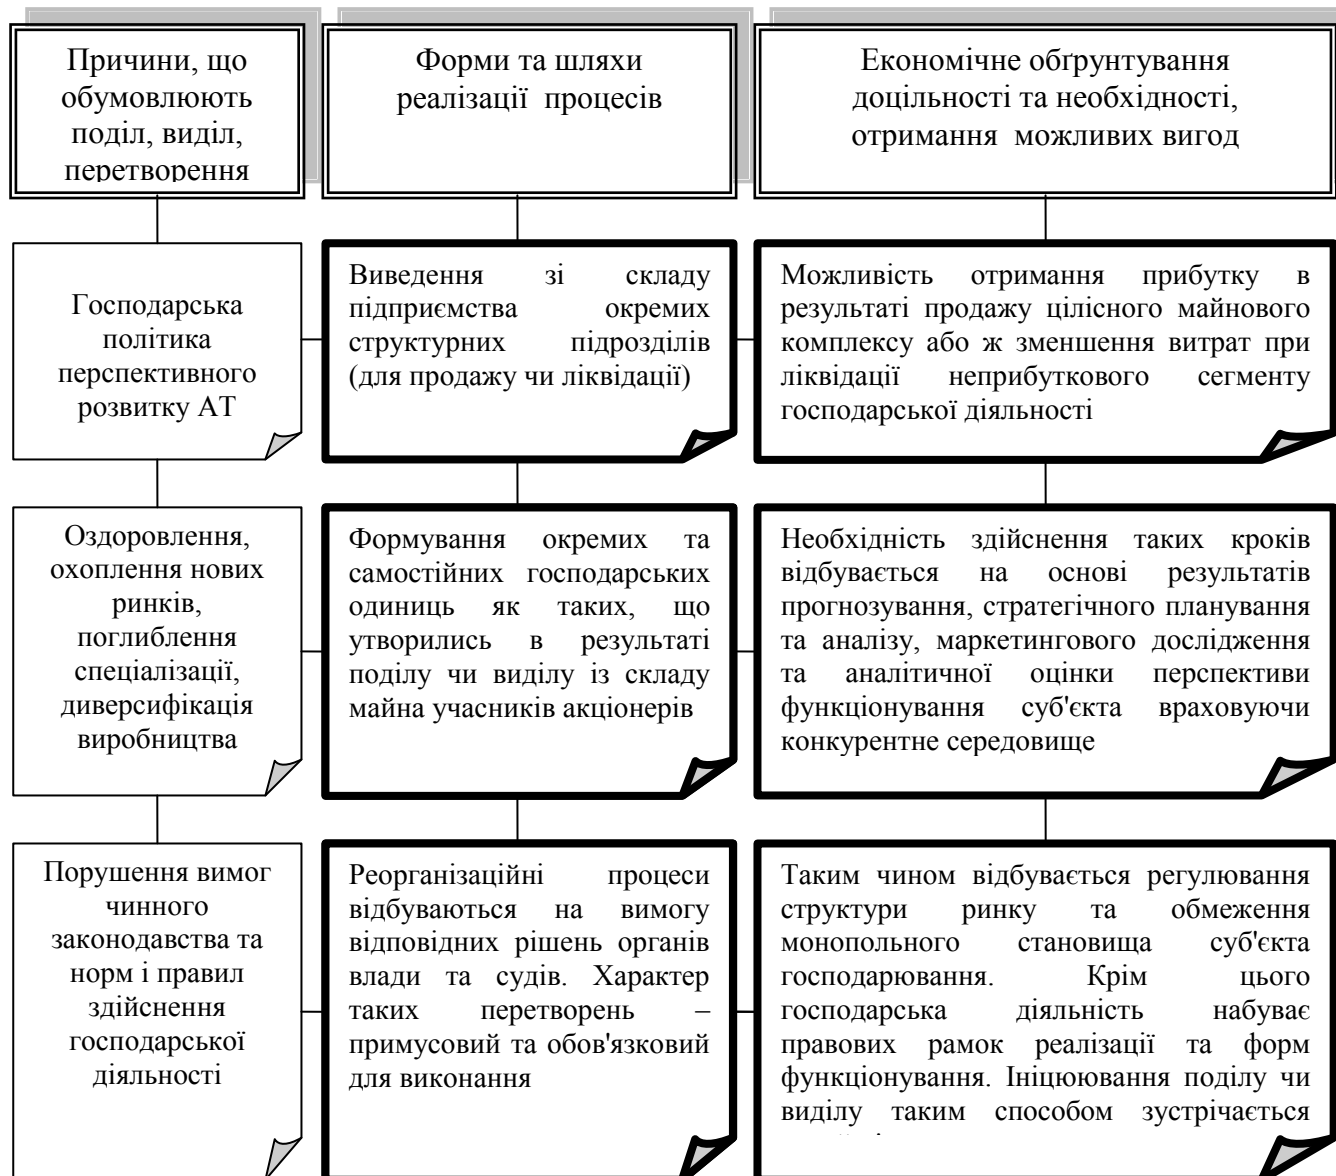 Причини, що
обумовлюють
поділ, виділ,
перетворення
Форми та шляхи
реалізації процесів
Економічне обґрунтування
доцільності та необхідності,
отримання можливих вигод
Господарська
політика
перспективного
розвитку АТ
Виведення зі складу
підприємства окремих
структурних підрозділів
(для продажу чи ліквідації)
Можливість отримання прибутку в
результаті продажу цілісного майнового
комплексу або ж зменшення витрат при
ліквідації неприбуткового сегменту
господарської діяльності
Оздоровлення,
охоплення нових
ринків,
поглиблення
спеціалізації,
диверсифікація
виробництва
Формування окремих та
самостійних господарських
одиниць як таких, що
утворились в результаті
поділу чи виділу із складу
майна учасників акціонерів
Необхідність здійснення таких кроків
відбувається на основі результатів
прогнозування, стратегічного планування
та аналізу, маркетингового дослідження
та аналітичної оцінки перспективи
функціонування суб'єкта враховуючи
конкурентне середовище
Порушення вимог
чинного
законодавства та
норм і правил
здійснення
господарської
діяльності
Реорганізаційні процеси
відбуваються на вимогу
відповідних рішень органів
влади та судів. Характер
таких перетворень –
примусовий та обов'язковий
для виконання
Таким чином відбувається регулювання
структури ринку та обмеження
монопольного становища суб'єкта
господарювання. Крім цього
господарська діяльність набуває
правових рамок реалізації та форм
функціонування. Ініціюювання поділу чи
виділу таким способом зустрічається